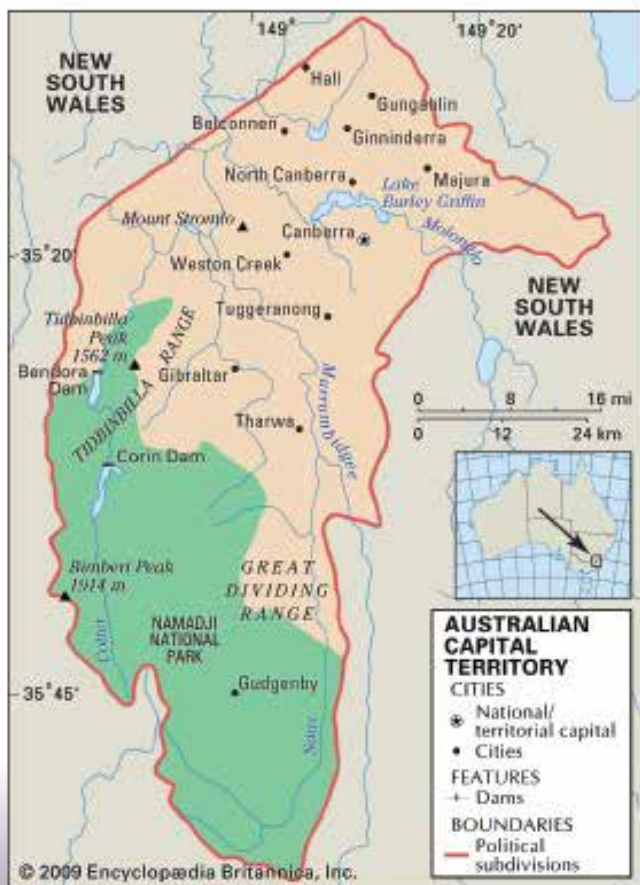 149°
149°20'
NEW
SOUTH
WALES
Hall
Gungahlin
Belconnen
Ginninderra
North Canberra
Majura
Lake
Burley Griffin
Mount Stromlo
Canberra
Molonglo
35°20'
Weston Creek
NEW
SOUTH
WALES
Tuggeranong
Tidbinbilla
Peak
1562 m
TIDBINBILLA RANGE
Bendora
Dam
Gibraltar
Murrumbidgee
0 8 16 mi
0 12 24 km
Tharwa
Corin Dam
Bimberi Peak
1914 m
GREAT
DIVIDING
RANGE
Cotter
NAMADJI
NATIONAL
PARK
35°45'
Gudgenby
Naas
AUSTRALIAN
CAPITAL
TERRITORY
CITIES
National/
territorial capital
Cities
FEATURES
Dams
BOUNDARIES
Political
subdivisions
© 2009 Encyclopædia Britannica, Inc.